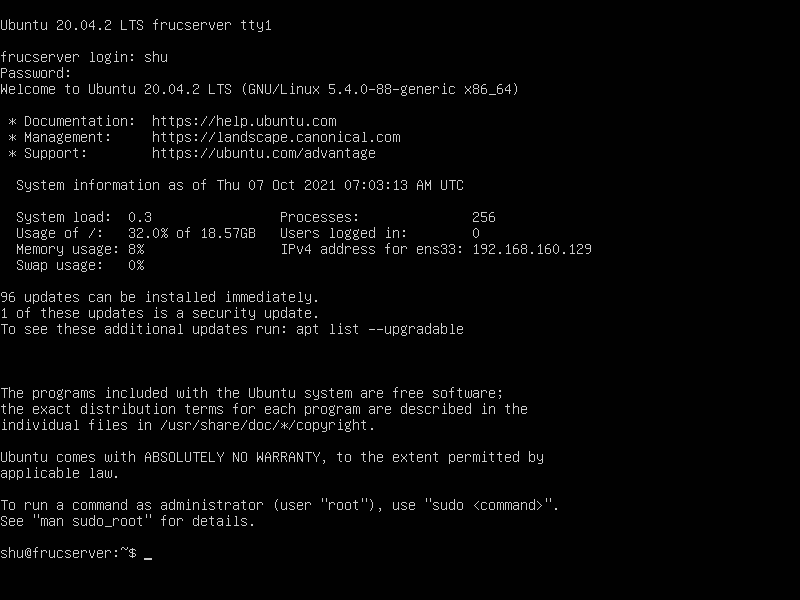 Ubuntu 20.04.2 LTS frucserver tty1
frucserver login: shu
Password:
Welcome to Ubuntu 20.04.2 LTS (GNU/Linux 5.4.0-88-generic x86_64)
* Documentation:  https://help.ubuntu.com
* Management:     https://landscape.canonical.com
* Support:        https://ubuntu.com/advantage
System information as of Thu 07 Oct 2021 07:03:13 AM UTC
System load:  0.3                Processes:              256
Usage of /:   32.0% of 18.57GB   Users logged in:        0
Memory usage: 8%                 IPv4 address for ens33: 192.168.160.129
Swap usage:   0%
96 updates can be installed immediately.
1 of these updates is a security update.
To see these additional updates run: apt list --upgradable
The programs included with the Ubuntu system are free software;
the exact distribution terms for each program are described in the
individual files in /usr/share/doc/*/copyright.
Ubuntu comes with ABSOLUTELY NO WARRANTY, to the extent permitted by
applicable law.
To run a command as administrator (user "root"), use "sudo <command>".
See "man sudo_root" for details.
shu@frucserver:~$ _